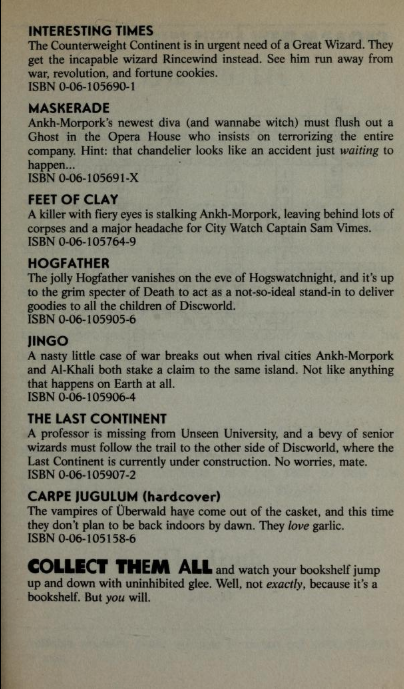 INTERESTING TIMES
The Counterweight Continent is in urgent need of a Great Wizard. They
get the incapable wizard Rincewind instead. See him run away from
war, revolution, and fortune cookies.
ISBN 0-06-105690-1
MASKERADE
Ankh-Morpork's newest diva (and wannabe witch) must flush out a
Ghost in the Opera House who insists on terrorizing the entire
company. Hint: that chandelier looks like an accident just waiting to
happen...
ISBN 0-06-105691-X
FEET OF CLAY
A killer with fiery eyes is stalking Ankh-Morpork, leaving behind lots of
corpses and a major headache for City Watch Captain Sam Vimes.
ISBN 0-06-105764-9
HOGFATHER
The jolly Hogfather vanishes on the eve of Hogswatchnight, and it's up
to the grim specter of Death to act as a not-so-ideal stand-in to deliver
goodies to all the children of Discworld.
ISBN 0-06-105905-6
JINGO
A nasty little case of war breaks out when rival cities Ankh-Morpork
and Al-Khali both stake a claim to the same island. Not like anything
that happens on Earth at all.
ISBN 0-06-105906-4
THE LAST CONTINENT
A professor is missing from Unseen University, and a bevy of senior
wizards must follow the trail to the other side of Discworld, where the
Last Continent is currently under construction. No worries, mate.
ISBN 0-06-105907-2
CARPE JUGULUM (hardcover)
The vampires of Überwald have come out of the casket, and this time
they don't plan to be back indoors by dawn. They love garlic.
ISBN 0-06-105158-6
COLLECT THEM ALL and watch your bookshelf jump
up and down with uninhibited glee. Well, not exactly, because it's a
bookshelf. But you will.